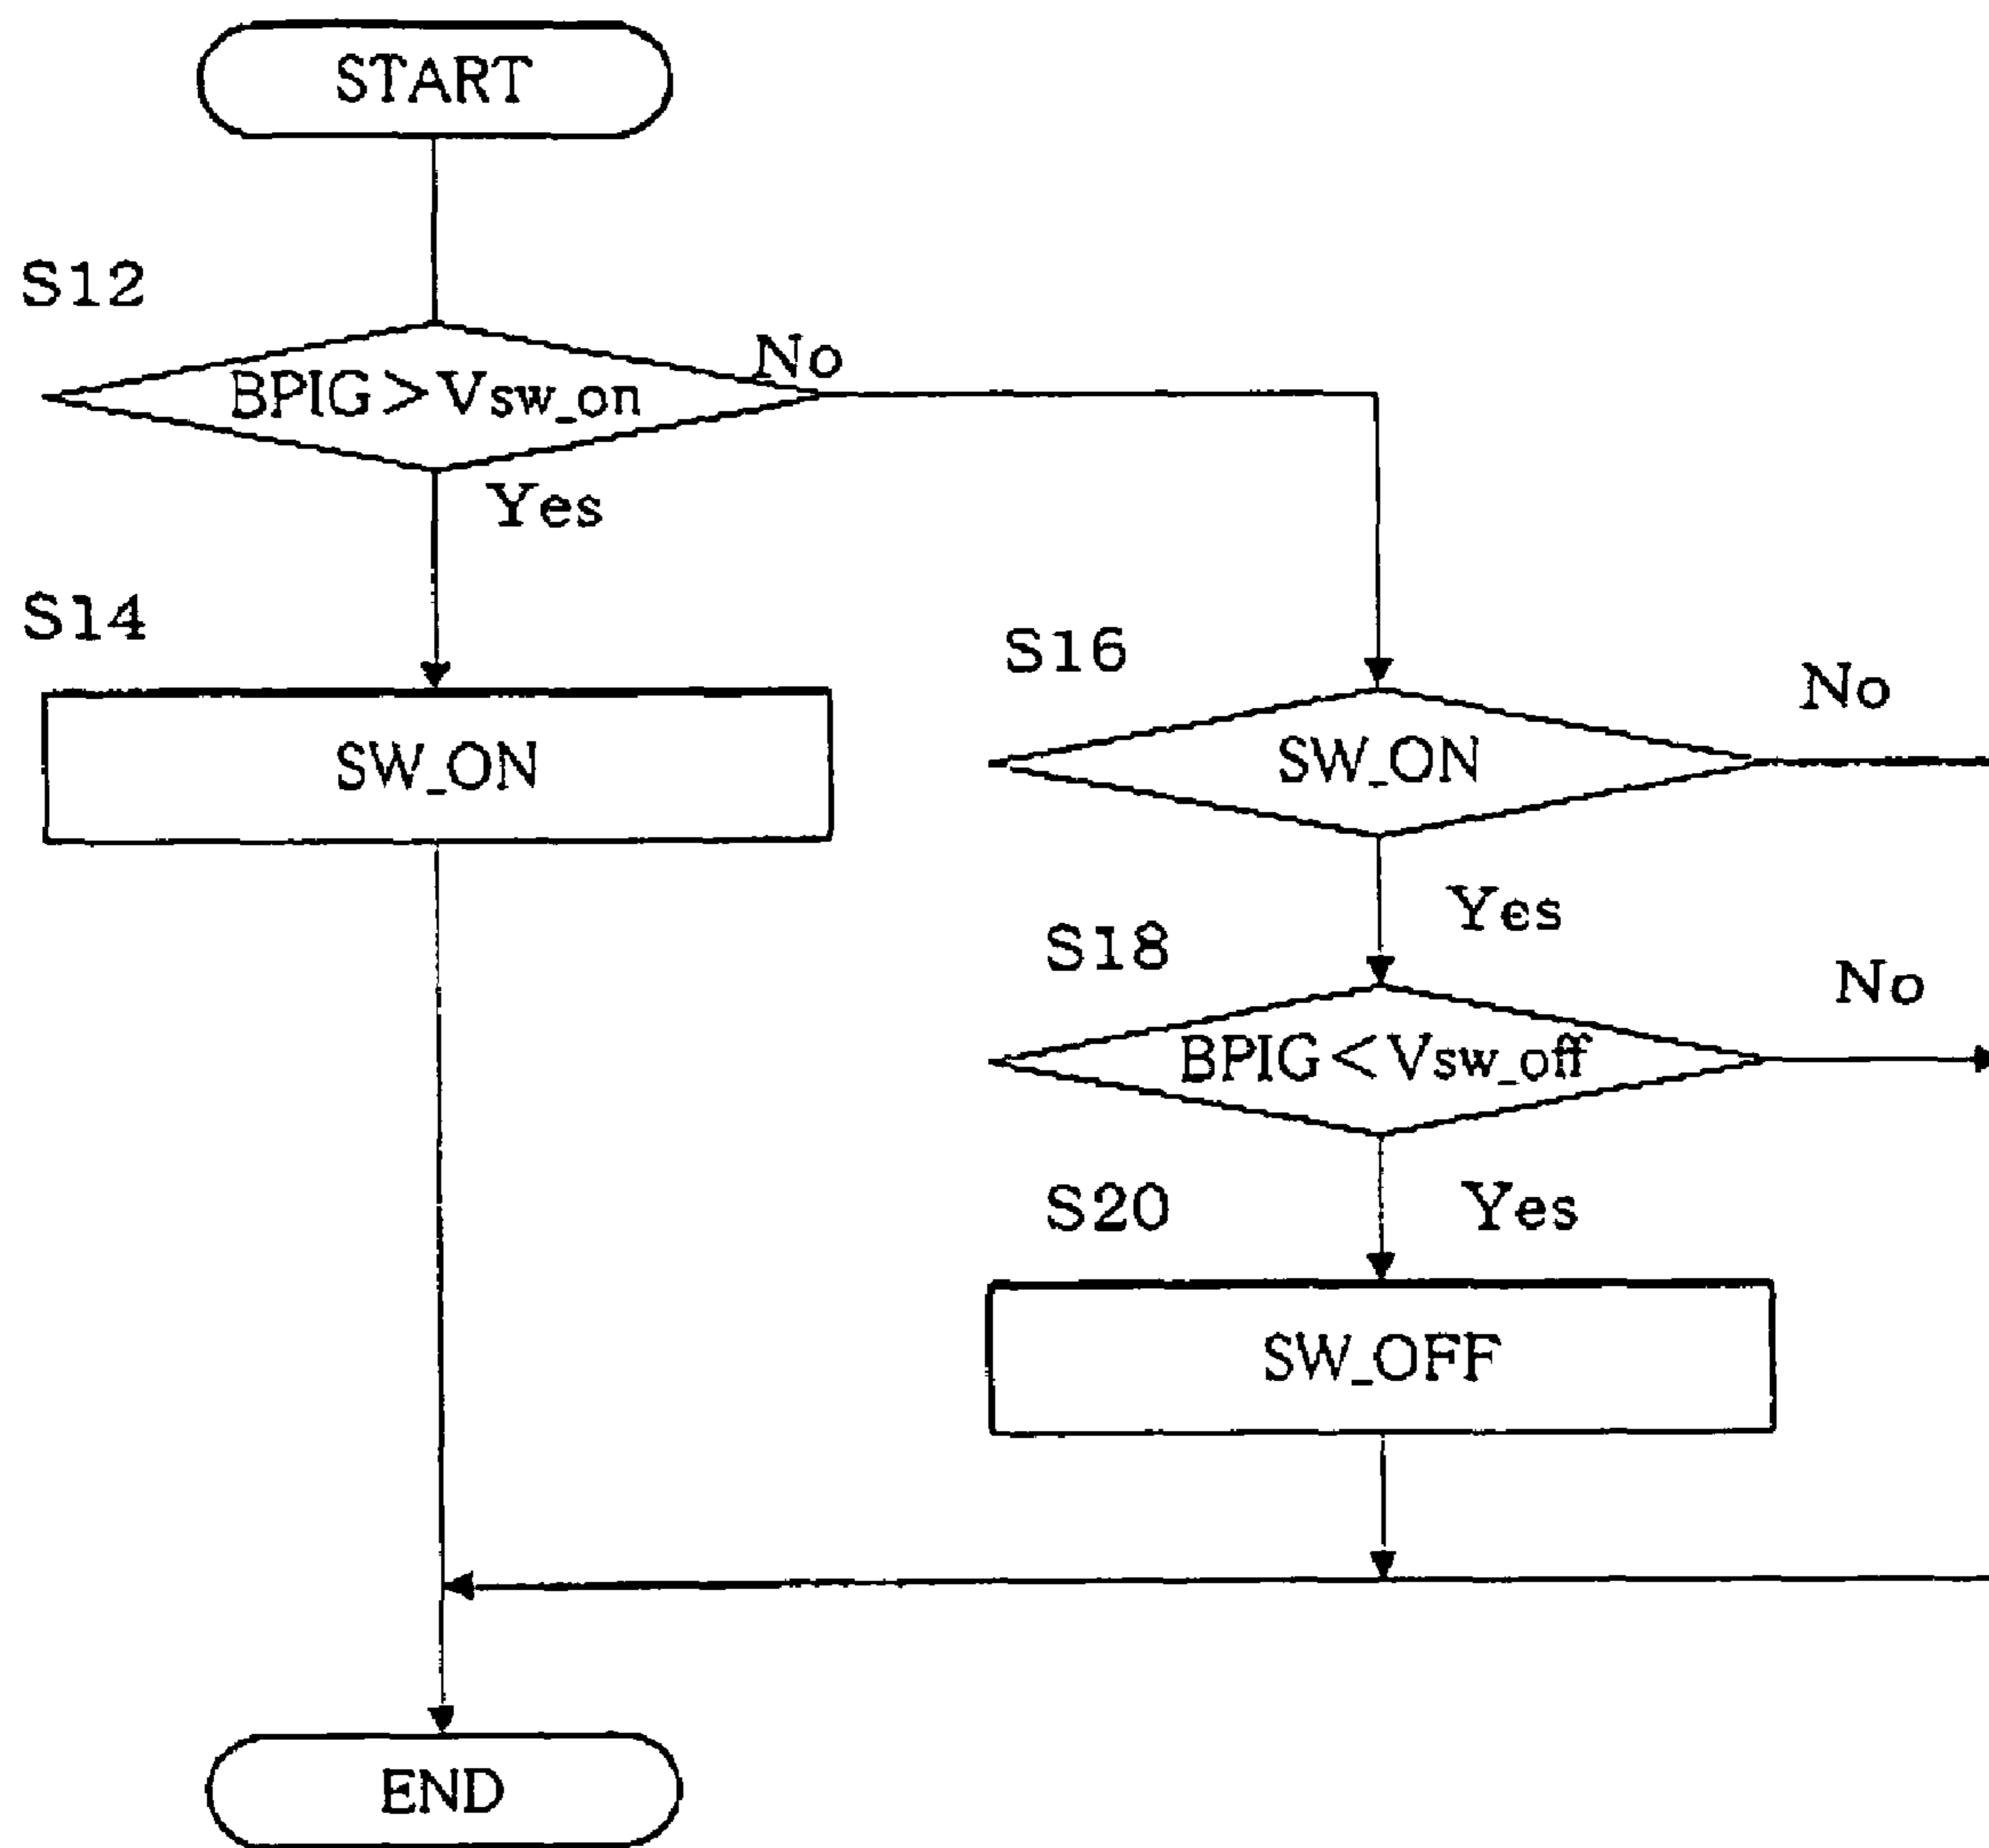 START
S12
BPIG>Vsw_on
No
Yes
S14
SW_ON
S16
SW_ON
No
Yes
S18
BPIG<Vsw_off
No
S20
Yes
SW_OFF
END